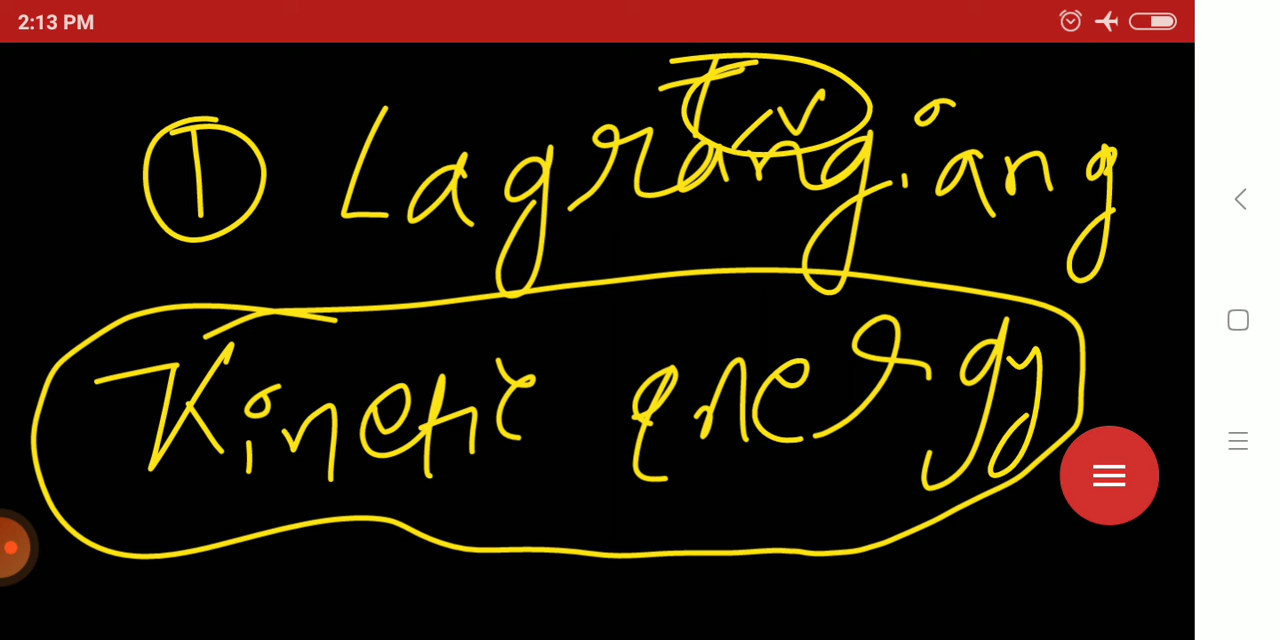 2:13 PM
T V
① Lagrangiang
Kinetic energy